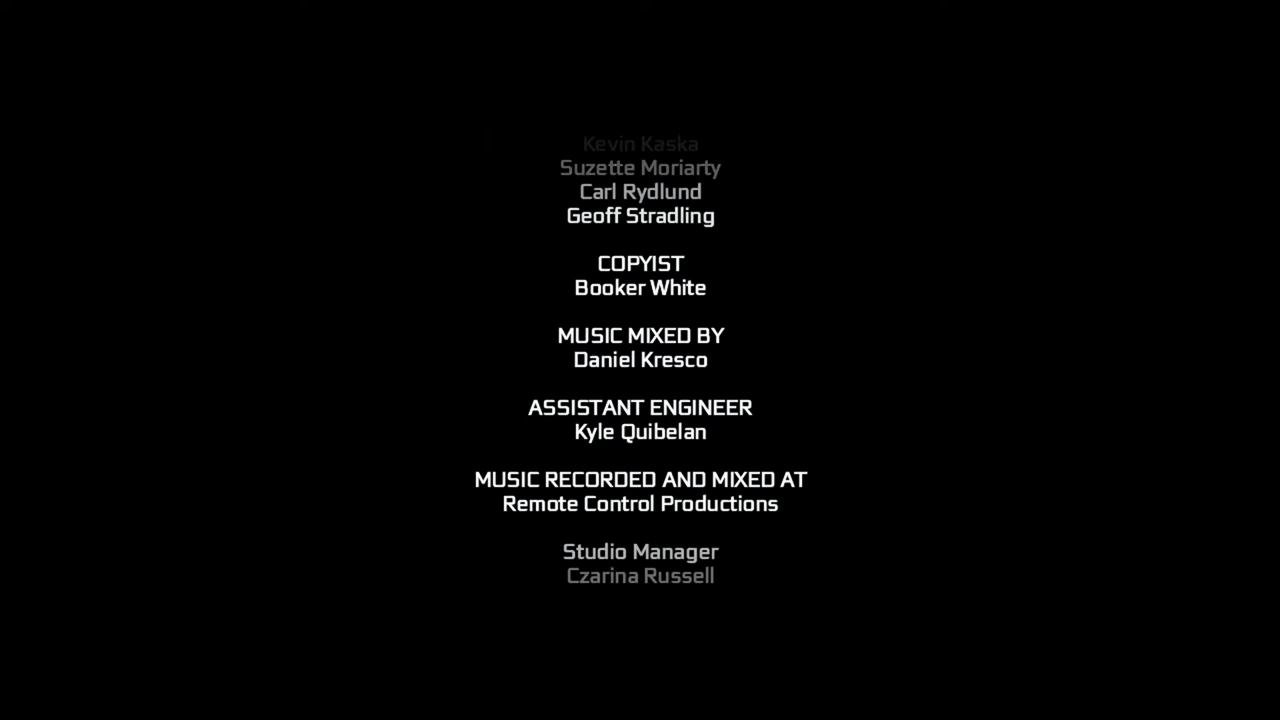 Kevin Kaska
Suzette Moriarty
Carl Rydlund
Geoff Stradling
COPYIST
Booker White
MUSIC MIXED BY
Daniel Kresco
ASSISTANT ENGINEER
Kyle Quibelan
MUSIC RECORDED AND MIXED AT
Remote Control Productions
Studio Manager
Czarina Russell